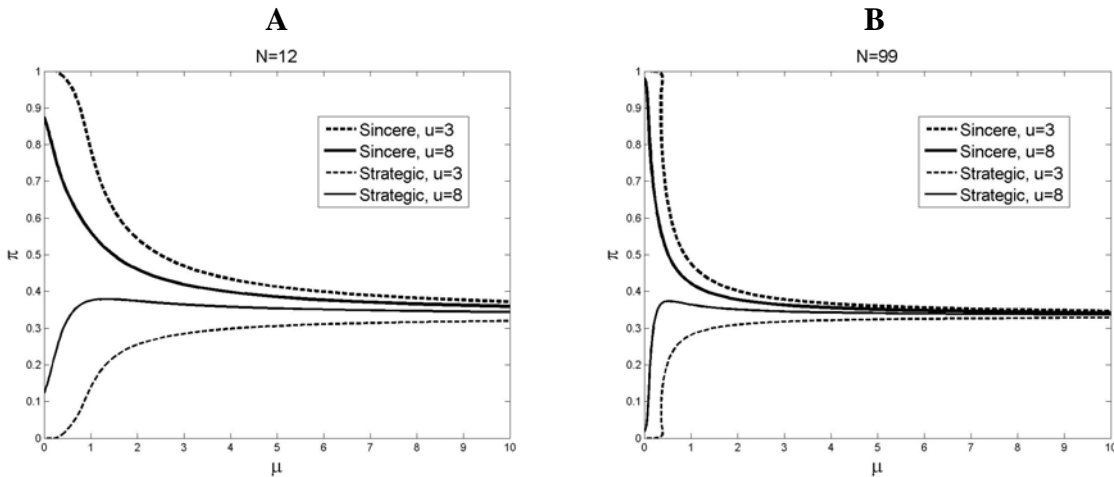 A
N=12
1
0.9
0.8
0.7
0.6
0.5
0.4
0.3
0.2
0.1
0
π
0 1 2 3 4 5 6 7 8 9 10
μ
Sincere, u=3
Sincere, u=8
Strategic, u=3
Strategic, u=8
B
N=99
1
0.9
0.8
0.7
0.6
0.5
0.4
0.3
0.2
0.1
0
π
0 1 2 3 4 5 6 7 8 9 10
μ
Sincere, u=3
Sincere, u=8
Strategic, u=3
Strategic, u=8